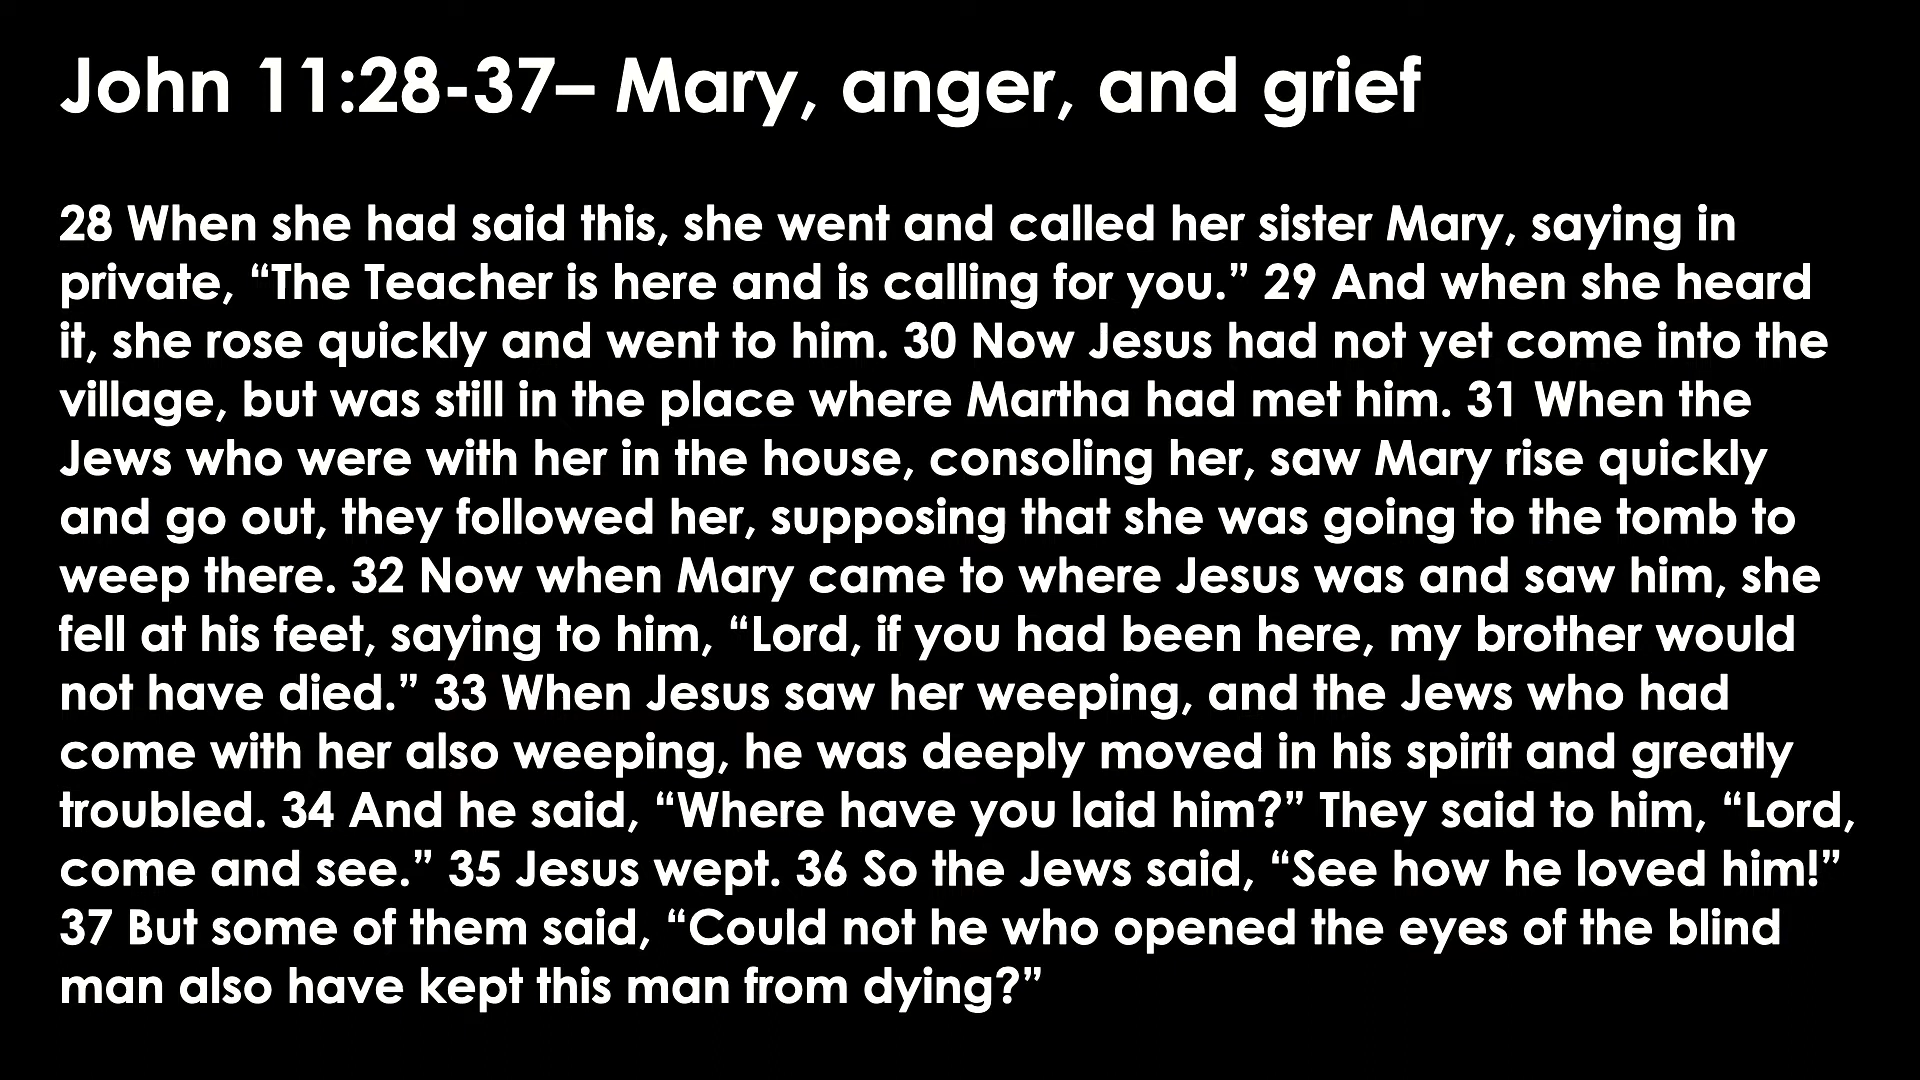 John 11:28-37– Mary, anger, and grief
28 When she had said this, she went and called her sister Mary, saying in
private, “The Teacher is here and is calling for you.” 29 And when she heard
it, she rose quickly and went to him. 30 Now Jesus had not yet come into the
village, but was still in the place where Martha had met him. 31 When the
Jews who were with her in the house, consoling her, saw Mary rise quickly
and go out, they followed her, supposing that she was going to the tomb to
weep there. 32 Now when Mary came to where Jesus was and saw him, she
fell at his feet, saying to him, “Lord, if you had been here, my brother would
not have died.” 33 When Jesus saw her weeping, and the Jews who had
come with her also weeping, he was deeply moved in his spirit and greatly
troubled. 34 And he said, “Where have you laid him?” They said to him, “Lord,
come and see.” 35 Jesus wept. 36 So the Jews said, “See how he loved him!”
37 But some of them said, “Could not he who opened the eyes of the blind
man also have kept this man from dying?”